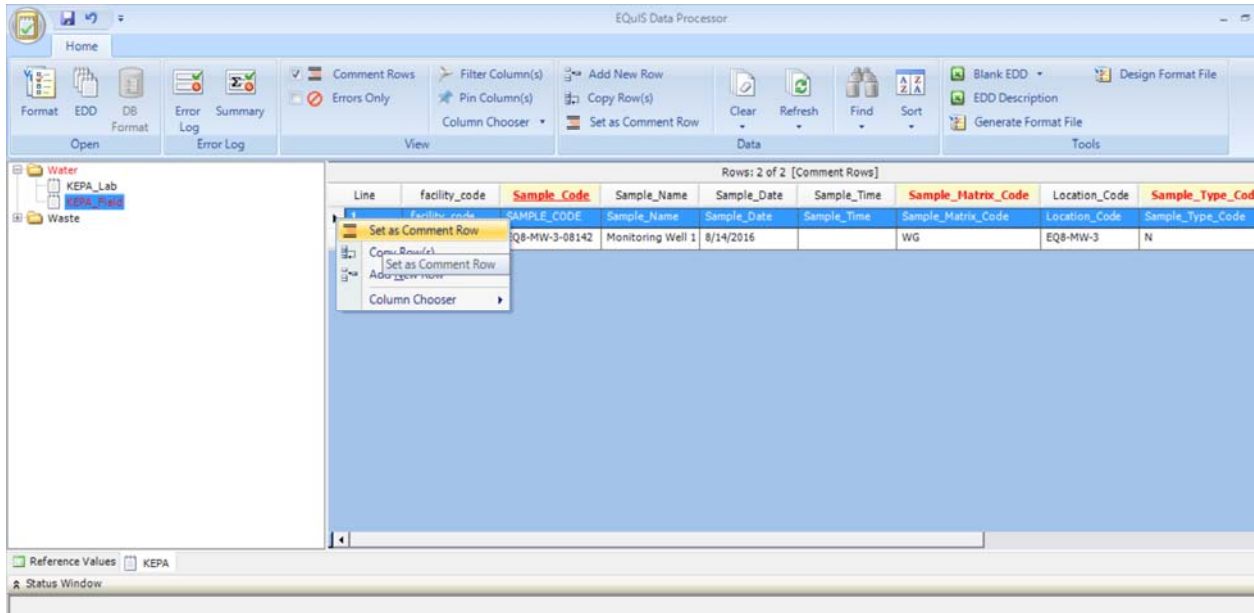 EQuIS Data Processor
Home
Format EDD DB Format
Open
Error Log Summary
Error Log
Comment Rows
Errors Only
Filter Column(s)
Pin Column(s)
Column Chooser
View
Add New Row
Copy Row(s)
Set as Comment Row
Clear Refresh Find Sort
Data
Blank EDD
EDD Description
Generate Format File
Design Format File
Tools
Water
KEPA_Lab
KEPA_Field
Waste
Rows: 2 of 2 [Comment Rows]
Line facility_code Sample_Code Sample_Name Sample_Date Sample_Time Sample_Matrix_Code Location_Code Sample_Type_Cod
1 facility_code SAMPLE_CODE Sample_Name Sample_Date Sample_Time Sample_Matrix_Code Location_Code Sample_Type_Code
EQ8-MW-3-08142 Monitoring Well 1 8/14/2016 WG EQ8-MW-3 N
Set as Comment Row
Copy Row(s)
Set as Comment Row
Add New Row
Column Chooser
Reference Values KEPA
Status Window